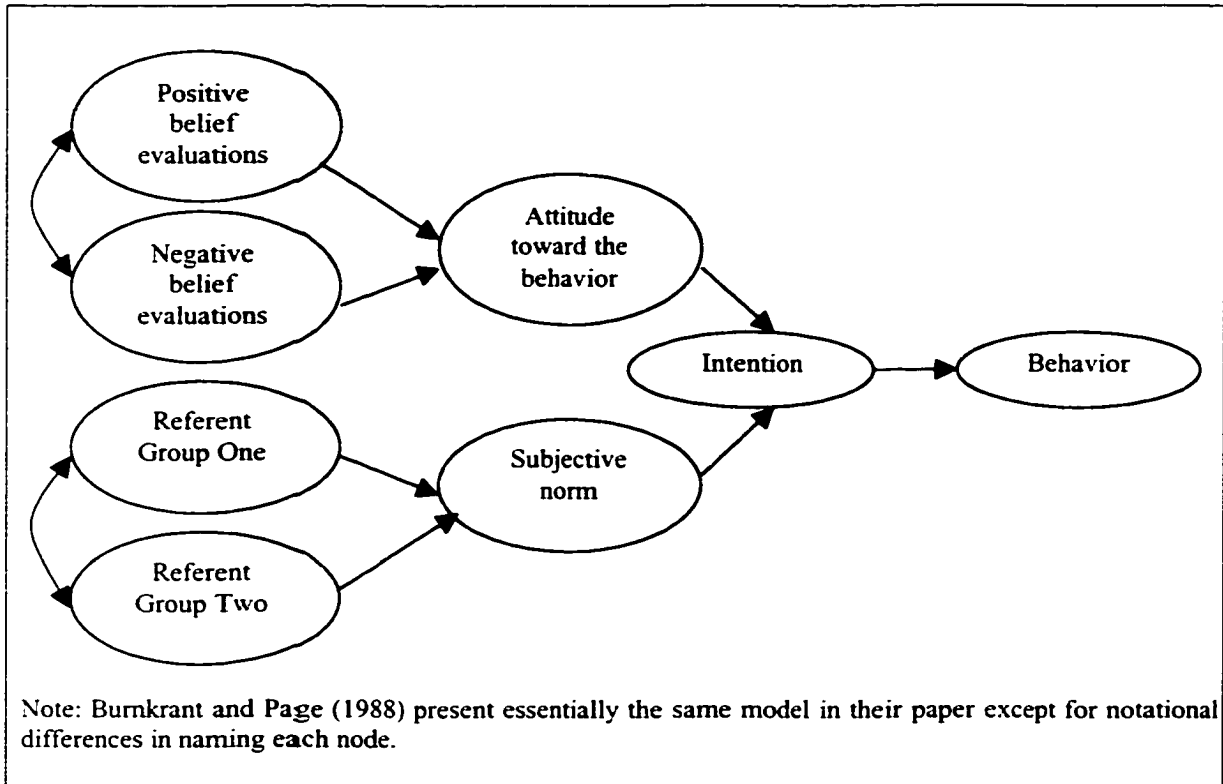 Positive
belief
evaluations
Negative
belief
evaluations
Attitude
toward the
behavior
Intention
Behavior
Referent
Group One
Referent
Group Two
Subjective
norm
Note: Burnkrant and Page (1988) present essentially the same model in their paper except for notational
differences in naming each node.